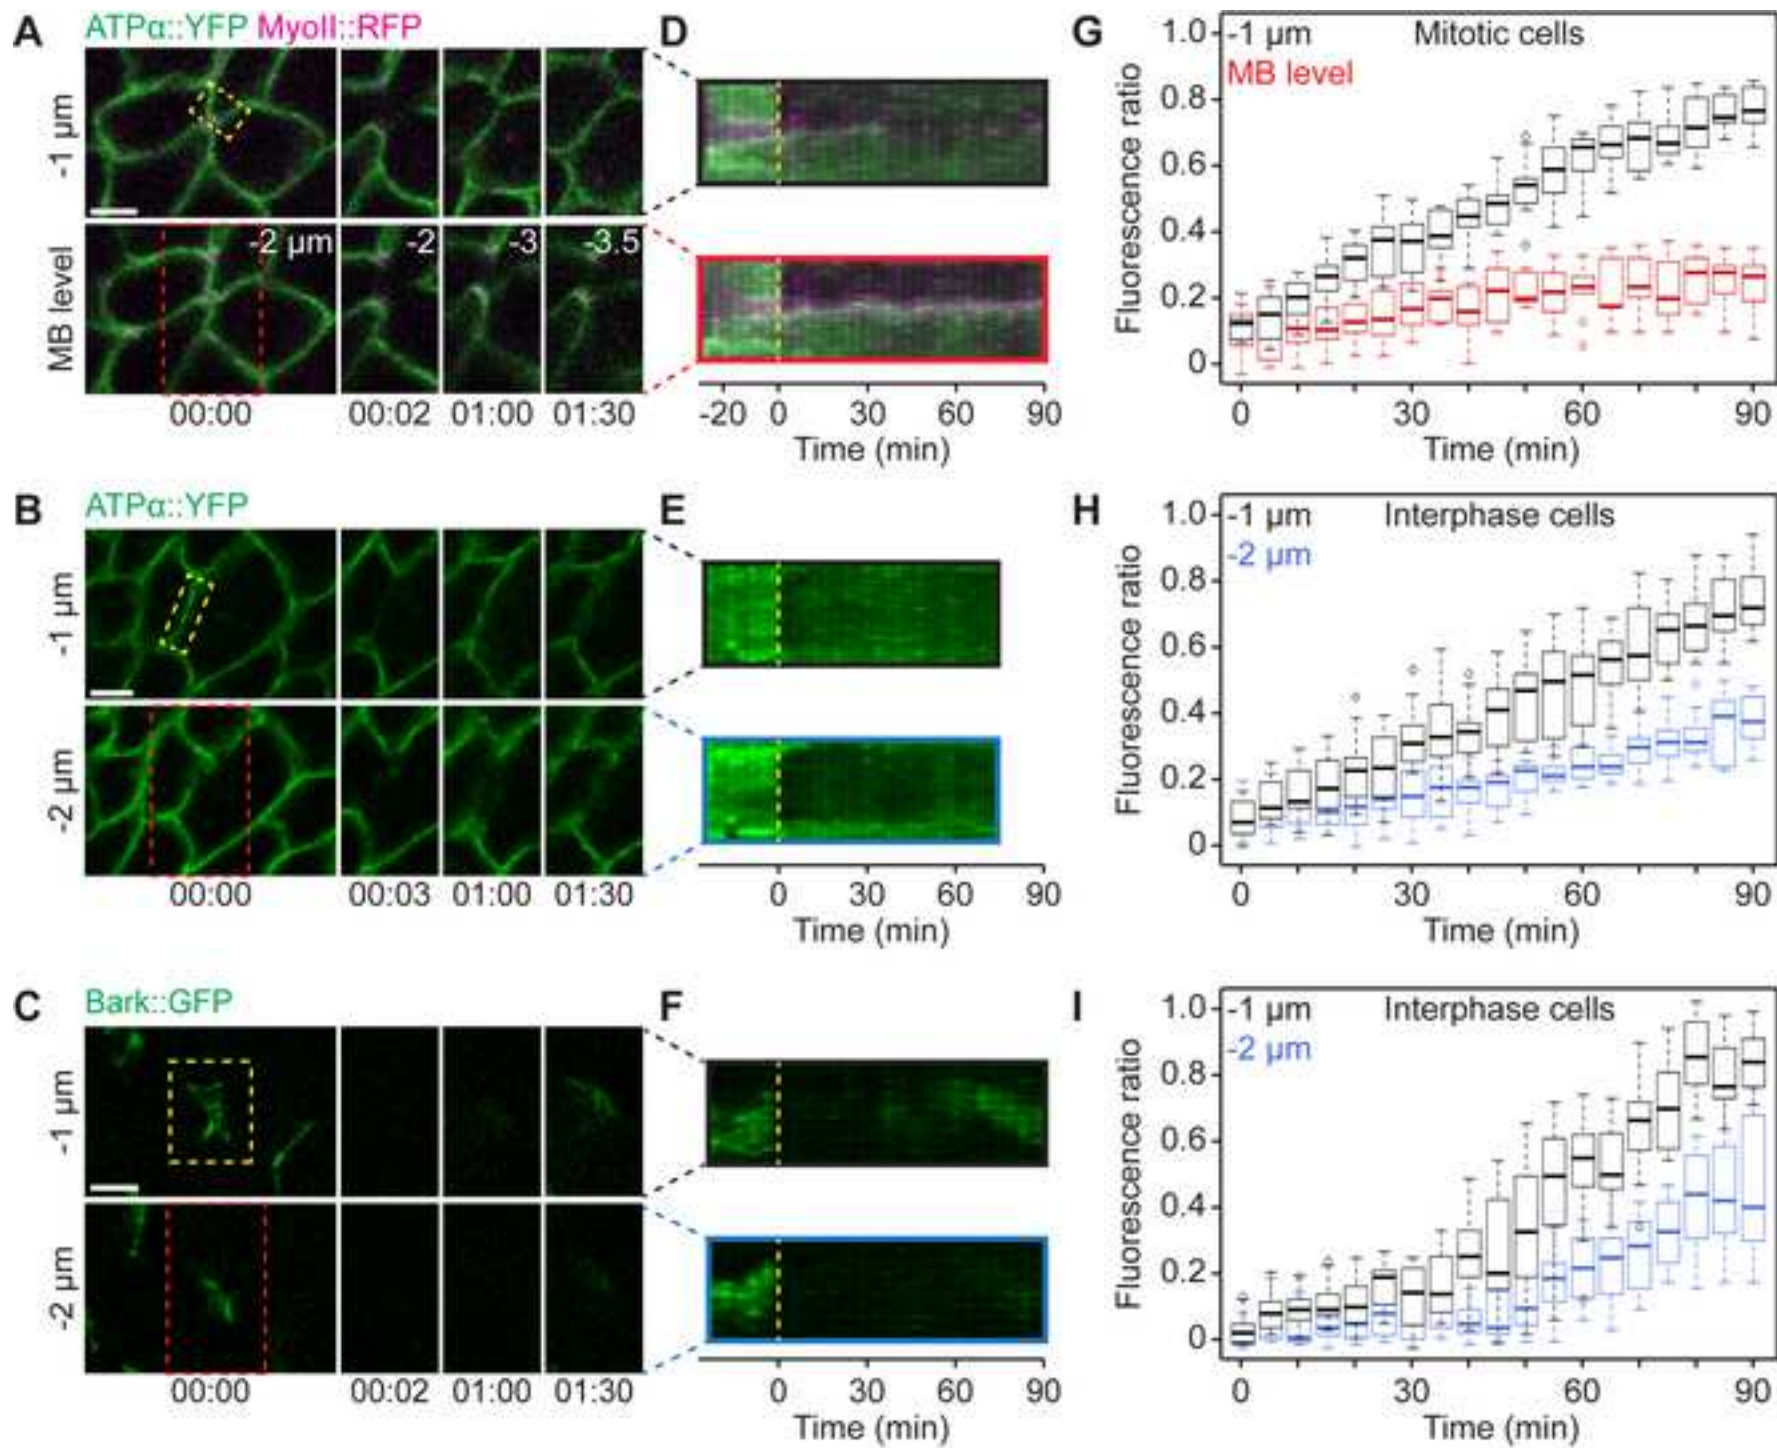 A
ATPα::YFP MyoII::RFP
-1 µm
MB level
-2 µm
-2
-3
-3.5
00:00
00:02
01:00
01:30
D
-20
0
30
60
90
Time (min)
G
-1 µm
MB level
Mitotic cells
Fluorescence ratio
1.0
0.8
0.6
0.4
0.2
0
0
30
60
90
Time (min)
B
ATPα::YFP
-1 µm
-2 µm
00:00
00:03
01:00
01:30
E
0
30
60
90
Time (min)
H
-1 µm
-2 µm
Interphase cells
Fluorescence ratio
1.0
0.8
0.6
0.4
0.2
0
0
30
60
90
Time (min)
C
Bark::GFP
-1 µm
-2 µm
00:00
00:02
01:00
01:30
F
0
30
60
90
Time (min)
I
-1 µm
-2 µm
Interphase cells
Fluorescence ratio
1.0
0.8
0.6
0.4
0.2
0
0
30
60
90
Time (min)